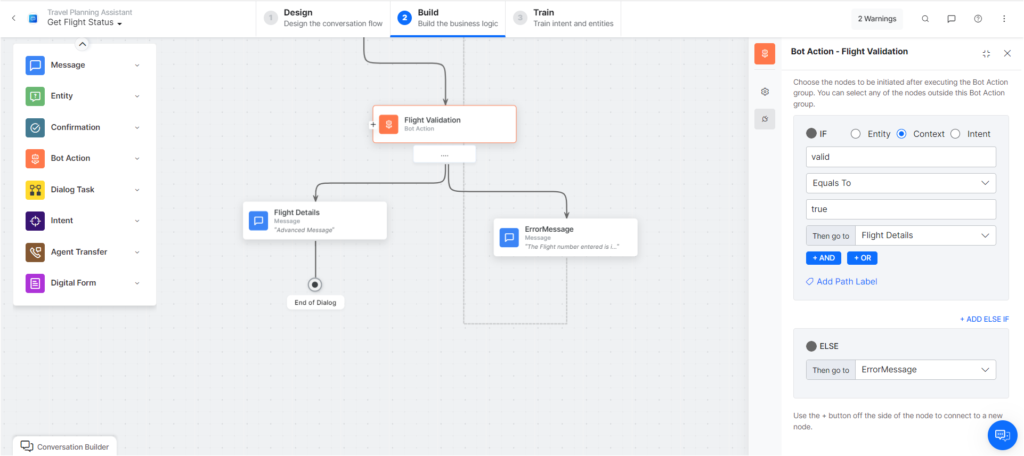 Travel Planning Assistant
Get Flight Status
1 Design
Design the conversation flow
2 Build
Build the business logic
3 Train
Train intent and entities
2 Warnings
Message
Entity
Confirmation
Bot Action
Dialog Task
Intent
Agent Transfer
Digital Form
Flight Validation
Bot Action
....
Flight Details
Message
"Advanced Message"
End of Dialog
ErrorMessage
Message
"The Flight number entered is i..."
Conversation Builder
Bot Action - Flight Validation
Choose the nodes to be initiated after executing the Bot Action
group. You can select any of the nodes outside this Bot Action
group.
IF Entity Context Intent
valid
Equals To
true
Then go to Flight Details
+ AND + OR
Add Path Label
+ ADD ELSE IF
ELSE
Then go to ErrorMessage
Use the + button off the side of the node to connect to a new
node.